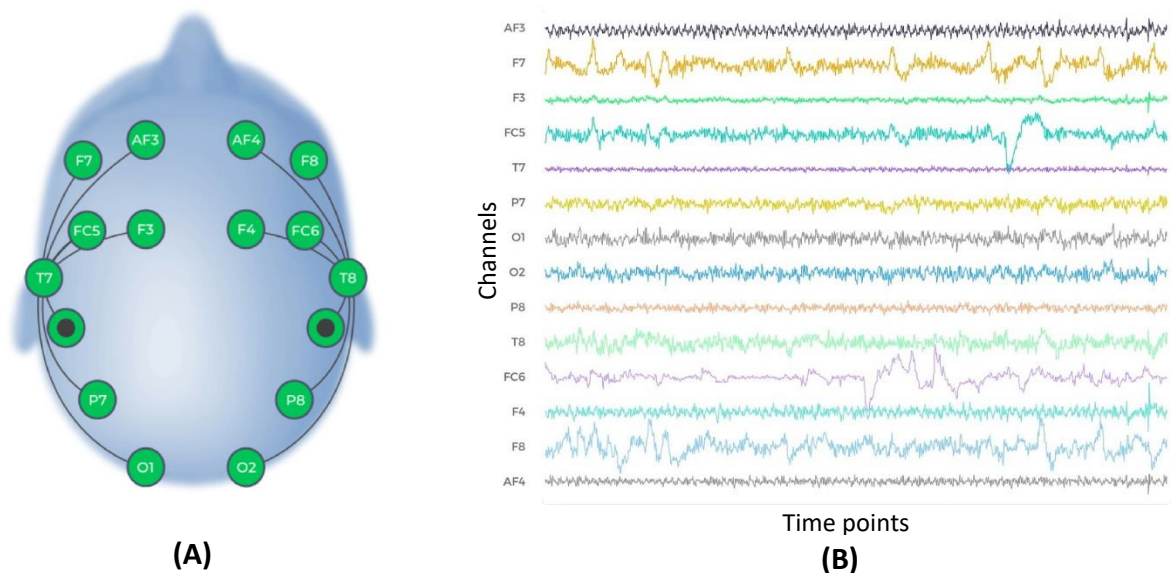 AF3 AF4
F7 F8
FC5 F3 F4 FC6
T7 T8
P7 P8
O1 O2
(A)
Channels
AF3
F7
F3
FC5
T7
P7
O1
O2
P8
T8
FC6
F4
F8
AF4
Time points
(B)